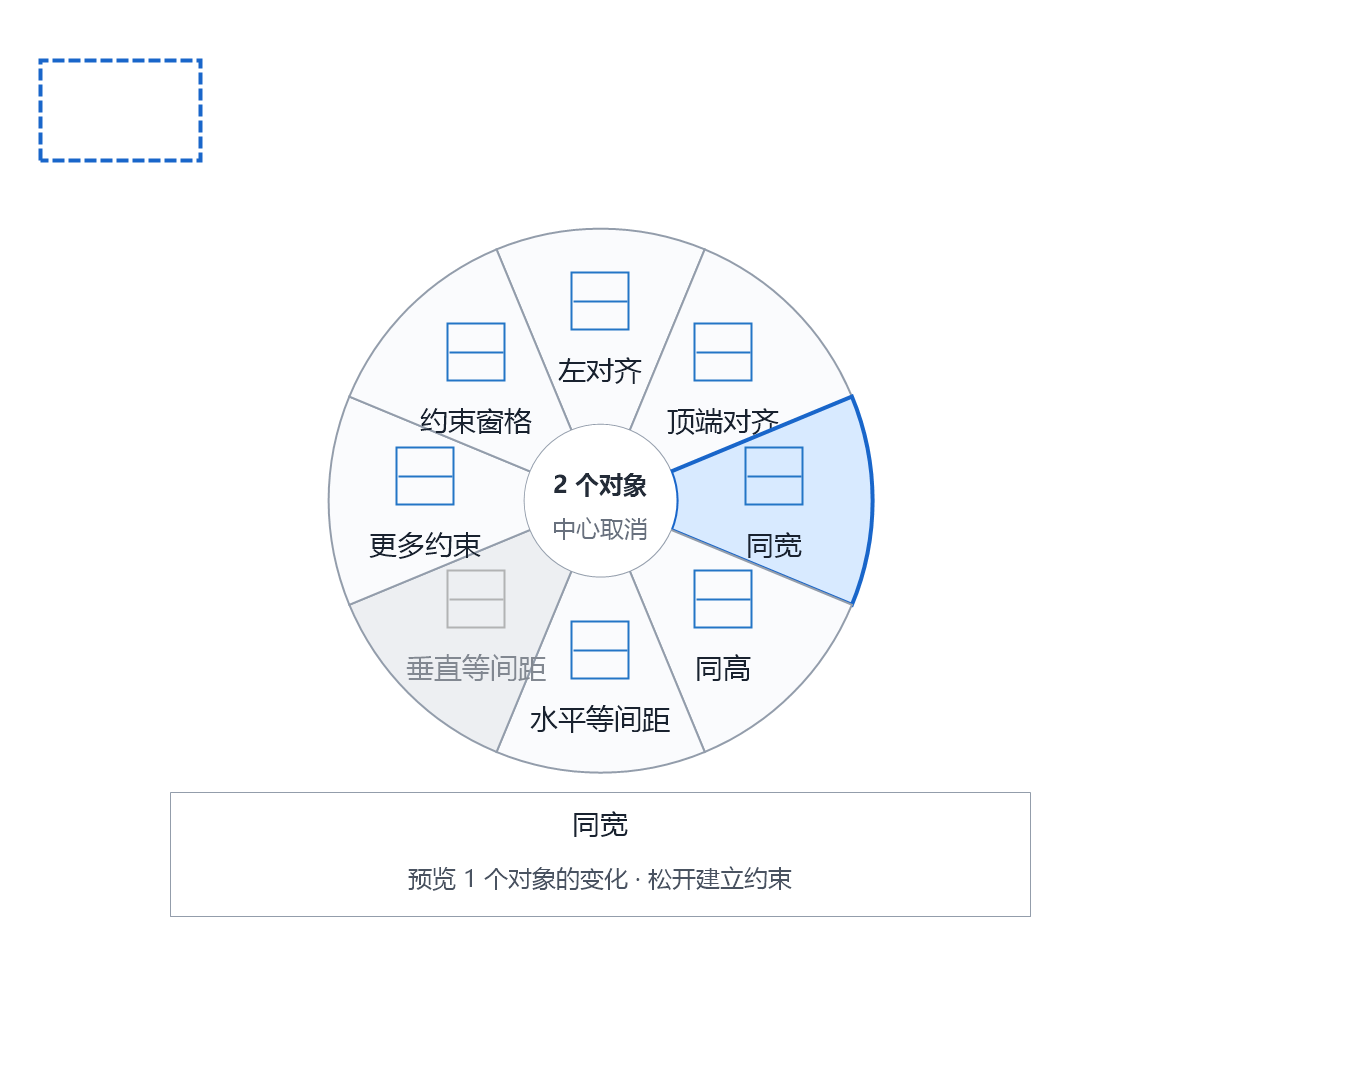 左对齐
约束窗格
顶端对齐
2 个对象
中心取消
更多约束
同宽
垂直等间距
同高
水平等间距
同宽
预览 1 个对象的变化 · 松开建立约束